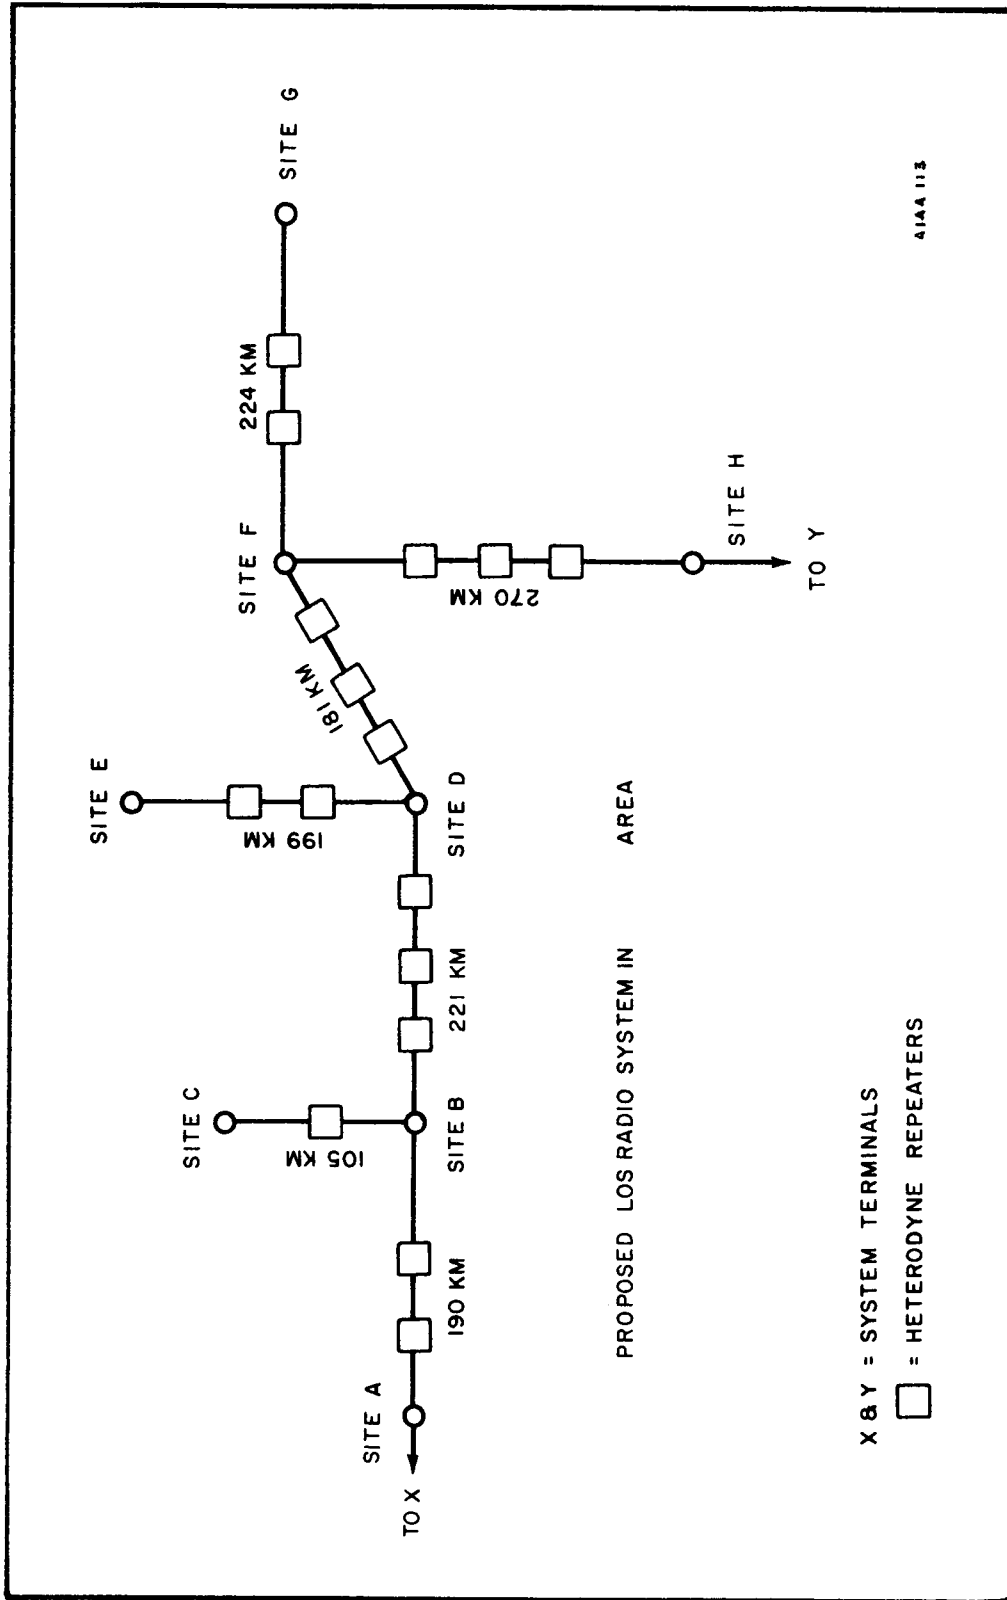 SITE G
224 KM
SITE F
SITE E
181 KM
199 KM
270 KM
SITE H
TO Y
SITE C
105 KM
SITE D
SITE A
190 KM
SITE B
221 KM
TO X
PROPOSED LOS RADIO SYSTEM IN AREA
X & Y = SYSTEM TERMINALS
= HETERODYNE REPEATERS
A1AA 113